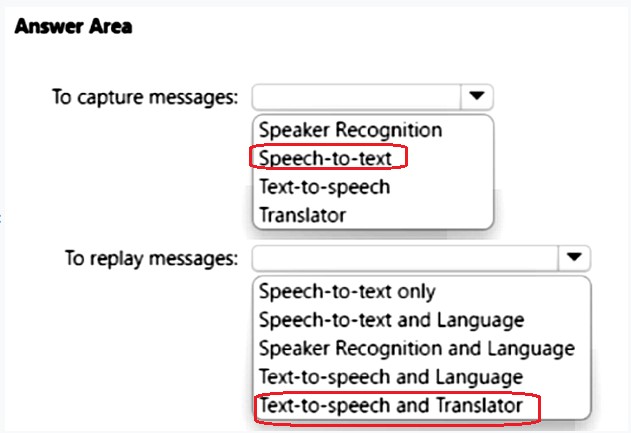 Answer Area
To capture messages:
Speaker Recognition
Speech-to-text
Text-to-speech
Translator
To replay messages:
Speech-to-text only
Speech-to-text and Language
Speaker Recognition and Language
Text-to-speech and Language
Text-to-speech and Translator